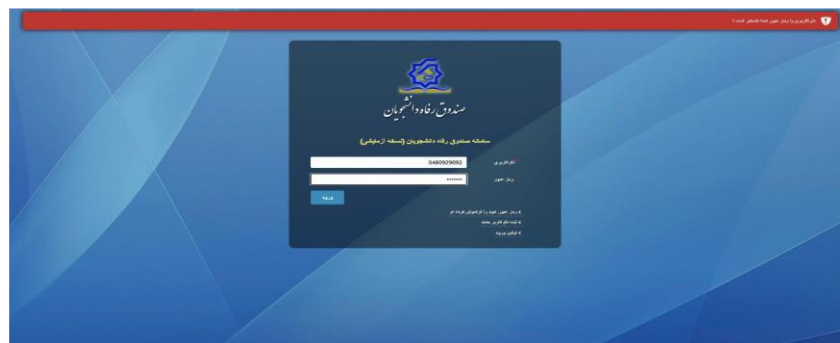 نام کاربری یا رمز عبور شما نامعتبر است !
صندوق رفاه دانشجویان
سامانه صندوق رفاه دانشجویان (نسخه آزمایشی)
نام کاربری
0480929092
رمز عبور
*******
ورود
رمز عبور خود را فراموش کرده ام
ثبت نام کاربر جدید
اولین ورود